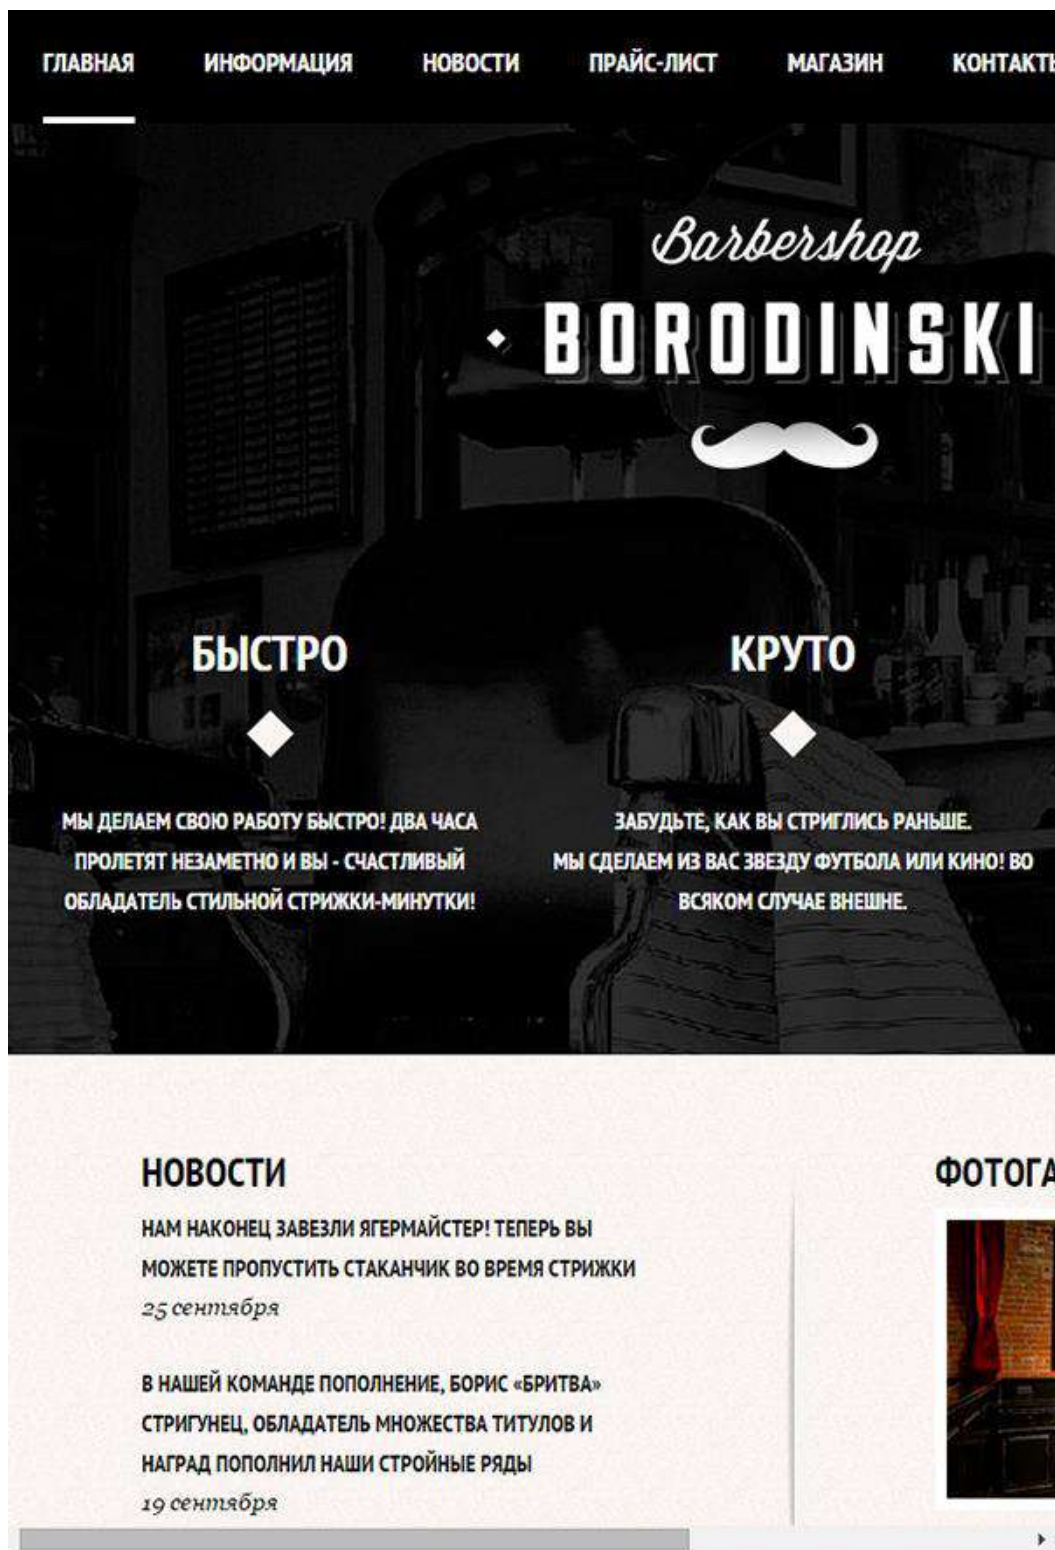 ГЛАВНАЯ ИНФОРМАЦИЯ НОВОСТИ ПРАЙС-ЛИСТ МАГАЗИН
Barbershop
BORODINSKI
БЫСТРО
МЫ ДЕЛАЕМ СВОЮ РАБОТУ БЫСТРО! ДВА ЧАСА
ПРОЛЕТЯТ НЕЗАМЕТНО И ВЫ - СЧАСТЛИВЫЙ
ОБЛАДАТЕЛЬ СТИЛЬНОЙ СТРИЖКИ-МИНУТКИ!
КРУТО
ЗАБУДЬТЕ, КАК ВЫ СТРИГЛИСЬ РАНЬШЕ.
МЫ СДЕЛАЕМ ИЗ ВАС ЗВЕЗДУ ФУТБОЛА ИЛИ КИНО! ВО
ВСЯКОМ СЛУЧАЕ ВНЕШНЕ.
НОВОСТИ
НАМ НАКОНЕЦ ЗАВЕЗЛИ ЯГЕРМАЙСТЕР! ТЕПЕРЬ ВЫ
МОЖЕТЕ ПРОПУСТИТЬ СТАКАНЧИК ВО ВРЕМЯ СТРИЖКИ
25 сентября
В НАШЕЙ КОМАНДЕ ПОПОЛНЕНИЕ, БОРИС «БРИТВА»
СТРИГУНЕЦ, ОБЛАДАТЕЛЬ МНОЖЕСТВА ТИТУЛОВ И
НАГРАД ПОПОЛНИЛ НАШИ СТРОЙНЫЕ РЯДЫ
19 сентября
ФОТОГА